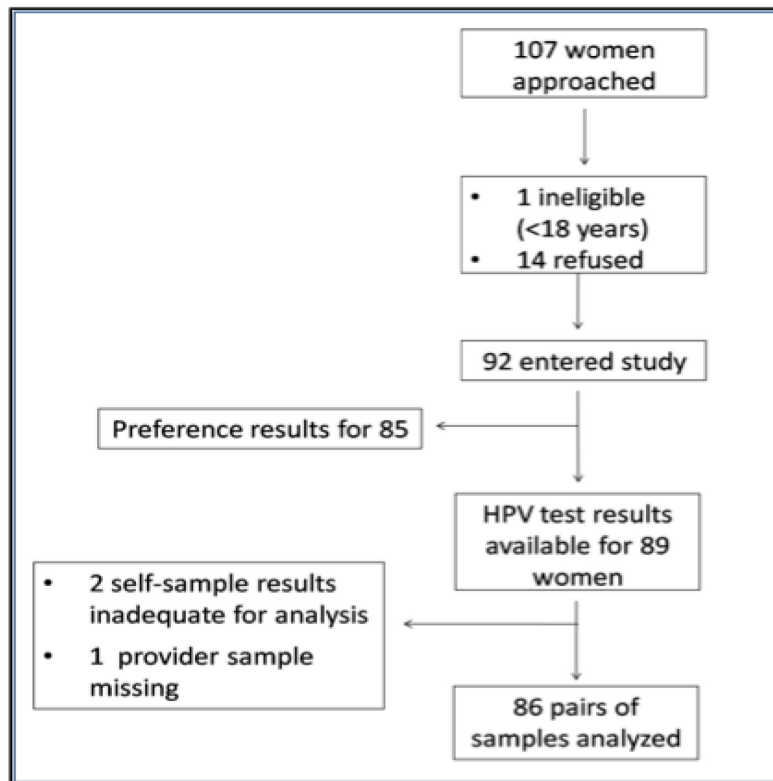 107 women
approached
• 1 ineligible
(<18 years)
• 14 refused
92 entered study
Preference results for 85
HPV test results
available for 89
women
• 2 self-sample results
inadequate for analysis
• 1 provider sample
missing
86 pairs of
samples analyzed